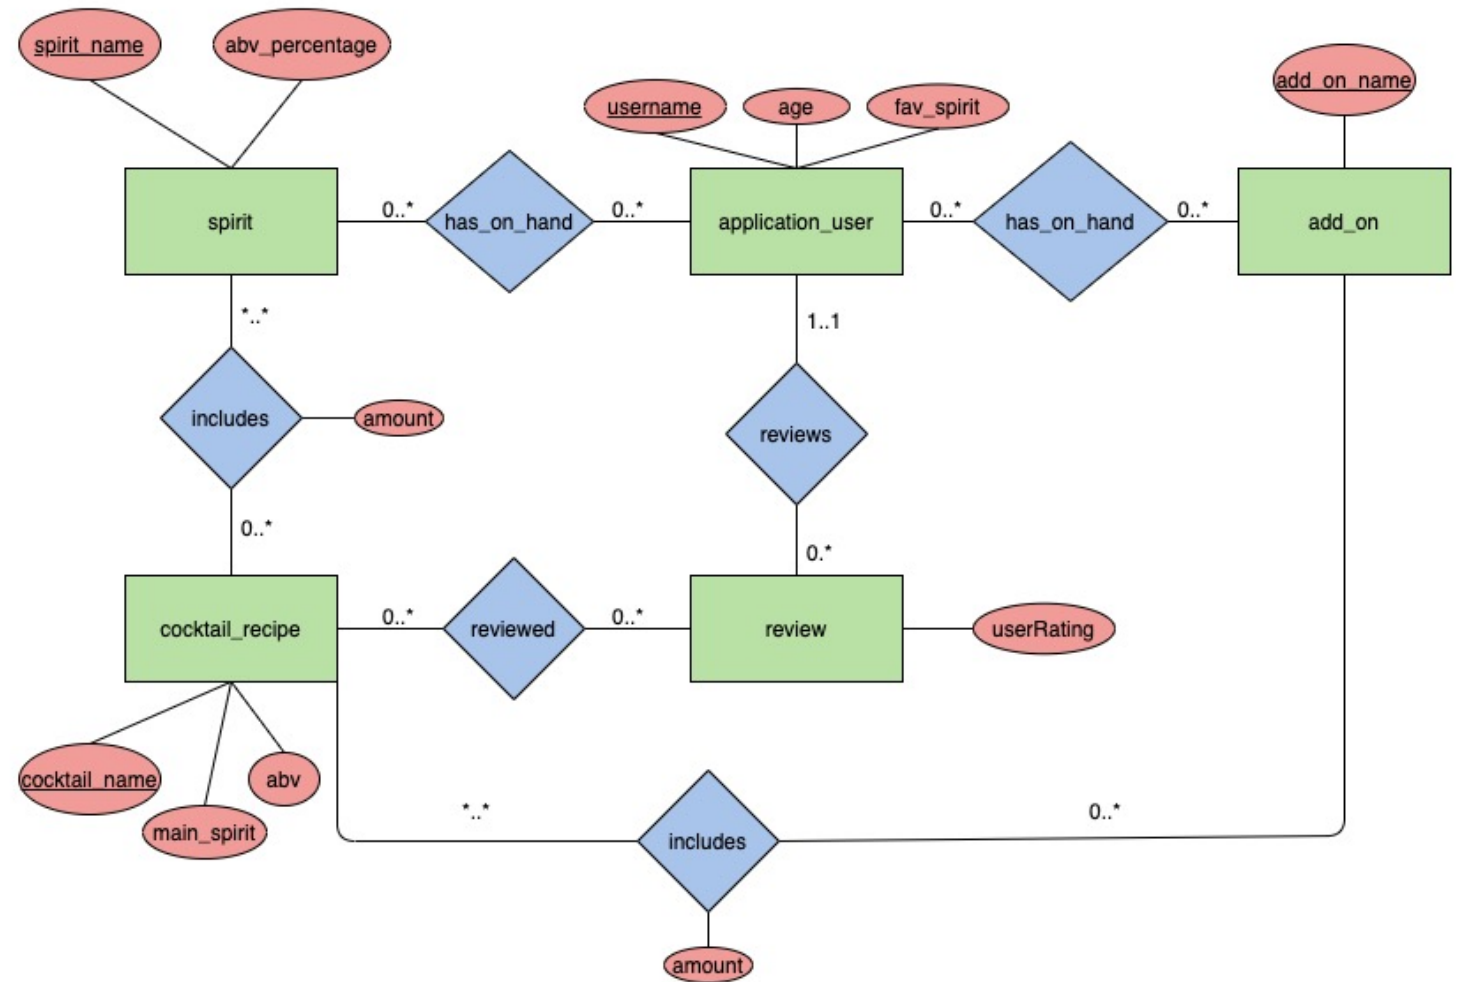 spirit_name
abv_percentage
add_on_name
username
age
fav_spirit
spirit
0..*
has_on_hand
0..*
application_user
0..*
has_on_hand
0..*
add_on
*..*
1..1
includes
amount
reviews
0..*
0.*
cocktail_recipe
0..*
reviewed
0..*
review
userRating
cocktail_name
abv
main_spirit
*..*
0..*
includes
amount